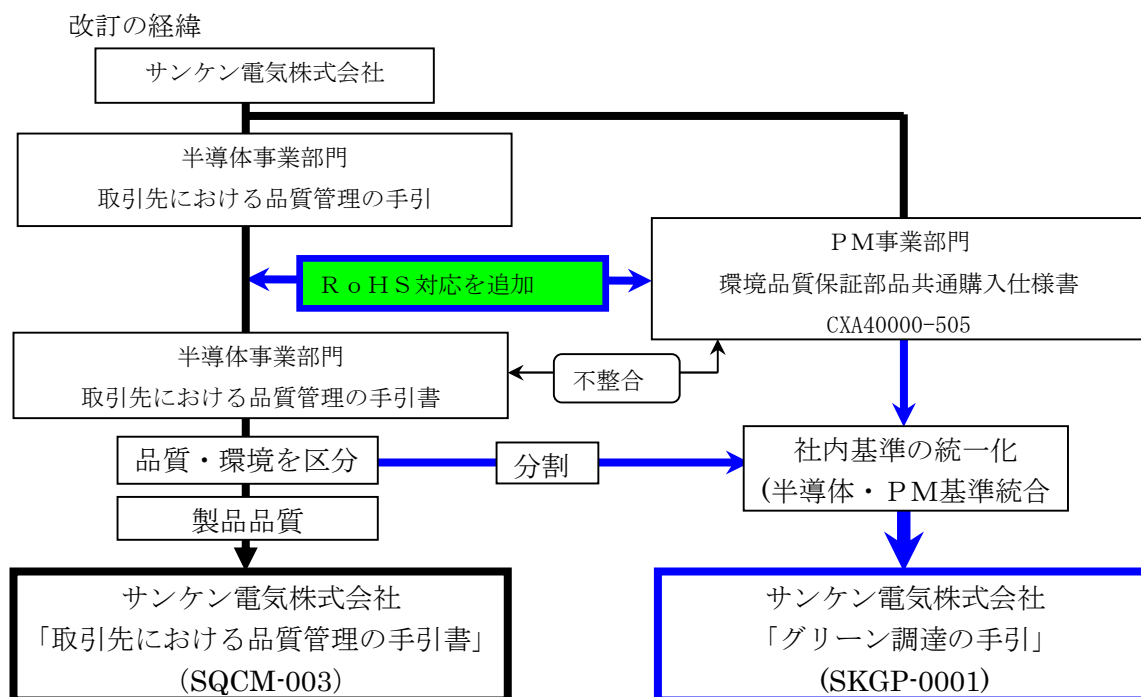 改訂の経緯
サンケン電気株式会社
半導体事業部門
取引先における品質管理の手引
PM事業部門
環境品質保証部品共通購入仕様書
CXA40000-505
RoHS対応を追加
半導体事業部門
取引先における品質管理の手引書
不整合
品質・環境を区分
分割
社内基準の統一化
(半導体・PM基準統合
製品品質
サンケン電気株式会社
「取引先における品質管理の手引書」
(SQCM-003)
サンケン電気株式会社
「グリーン調達の手引」
(SKGP-0001)